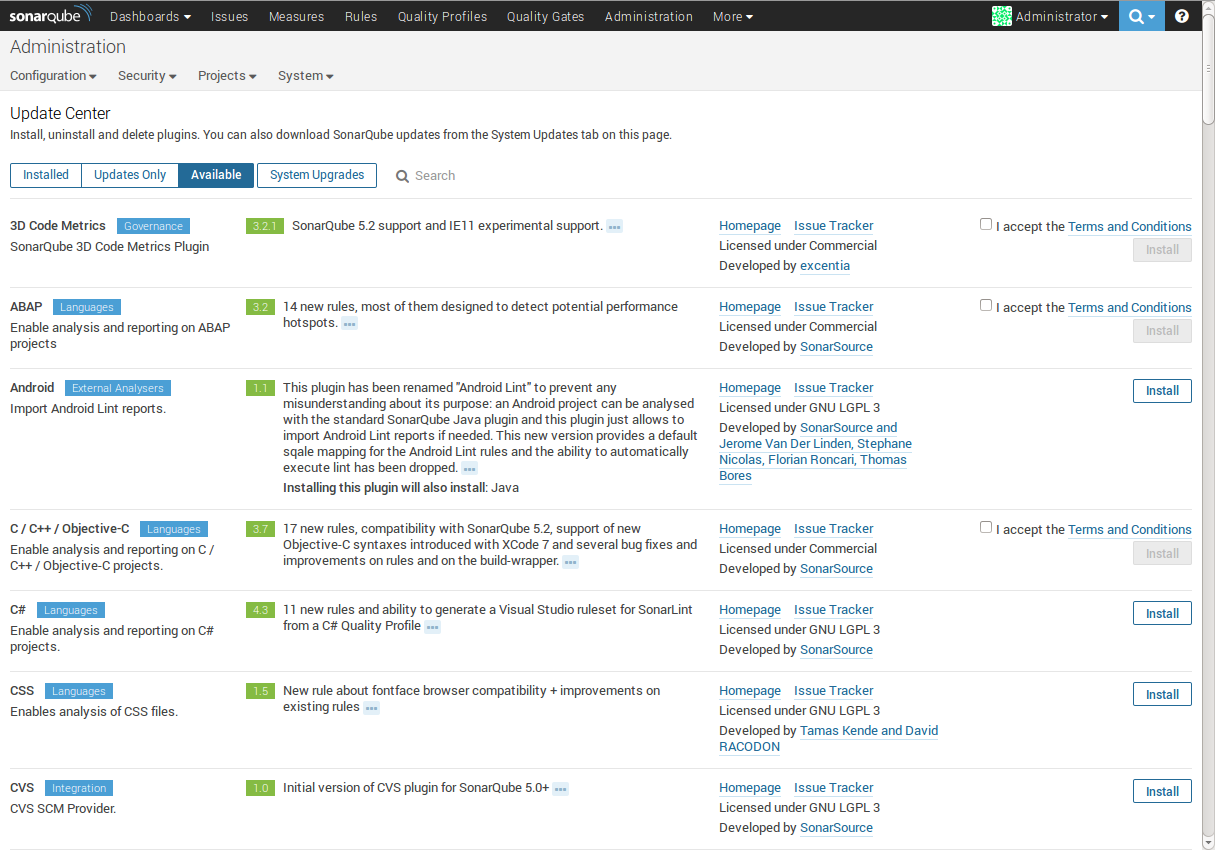 sonarqube Dashboards Issues Measures Rules Quality Profiles Quality Gates Administration More Administrator ?
Administration
Configuration Security Projects System
Update Center
Install, uninstall and delete plugins. You can also download SonarQube updates from the System Updates tab on this page.
Installed Updates Only Available System Upgrades Search
3D Code Metrics Governance
SonarQube 3D Code Metrics Plugin
3.2.1 SonarQube 5.2 support and IE11 experimental support. ...
Homepage Issue Tracker
Licensed under Commercial
Developed by excentia
I accept the Terms and Conditions
Install
ABAP Languages
Enable analysis and reporting on ABAP
projects
3.2 14 new rules, most of them designed to detect potential performance
hotspots. ...
Homepage Issue Tracker
Licensed under Commercial
Developed by SonarSource
I accept the Terms and Conditions
Install
Android External Analysers
Import Android Lint reports.
1.1 This plugin has been renamed "Android Lint" to prevent any
misunderstanding about its purpose: an Android project can be analysed
with the standard SonarQube Java plugin and this plugin just allows to
import Android Lint reports if needed. This new version provides a default
sqale mapping for the Android Lint rules and the ability to automatically
execute lint has been dropped. ...
Installing this plugin will also install: Java
Homepage Issue Tracker
Licensed under GNU LGPL 3
Developed by SonarSource and
Jerome Van Der Linden, Stephane
Nicolas, Florian Roncari, Thomas
Bores
Install
C / C++ / Objective-C Languages
Enable analysis and reporting on C /
C++ / Objective-C projects.
3.7 17 new rules, compatibility with SonarQube 5.2, support of new
Objective-C syntaxes introduced with XCode 7 and several bug fixes and
improvements on rules and on the build-wrapper. ...
Homepage Issue Tracker
Licensed under Commercial
Developed by SonarSource
I accept the Terms and Conditions
Install
C# Languages
Enable analysis and reporting on C#
projects.
4.3 11 new rules and ability to generate a Visual Studio ruleset for SonarLint
from a C# Quality Profile ...
Homepage Issue Tracker
Licensed under GNU LGPL 3
Developed by SonarSource
Install
CSS Languages
Enables analysis of CSS files.
1.5 New rule about fontface browser compatibility + improvements on
existing rules ...
Homepage Issue Tracker
Licensed under GNU LGPL 3
Developed by Tamas Kende and David
RACODON
Install
CVS Integration
CVS SCM Provider.
1.0 Initial version of CVS plugin for SonarQube 5.0+ ...
Homepage Issue Tracker
Licensed under GNU LGPL 3
Developed by SonarSource
Install